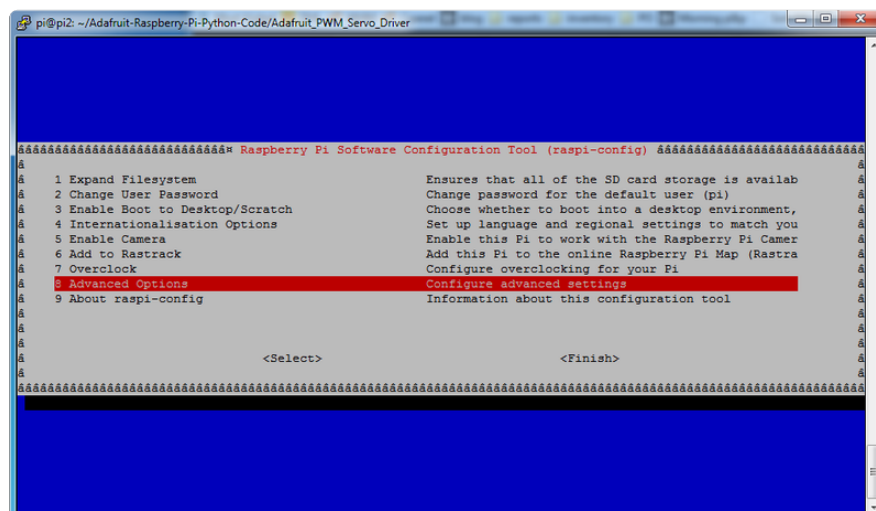 pi@pi2: ~/Adafruit-Raspberry-Pi-Python-Code/Adafruit_PWM_Servo_Driver
Raspberry Pi Software Configuration Tool (raspi-config)
1 Expand Filesystem Ensures that all of the SD card storage is availab
2 Change User Password Change password for the default user (pi)
3 Enable Boot to Desktop/Scratch Choose whether to boot into a desktop environment,
4 Internationalisation Options Set up language and regional settings to match you
5 Enable Camera Enable this Pi to work with the Raspberry Pi Camer
6 Add to Rastrack Add this Pi to the online Raspberry Pi Map (Rastra
7 Overclock Configure overclocking for your Pi
8 Advanced Options Configure advanced settings
9 About raspi-config Information about this configuration tool
<Select> <Finish>